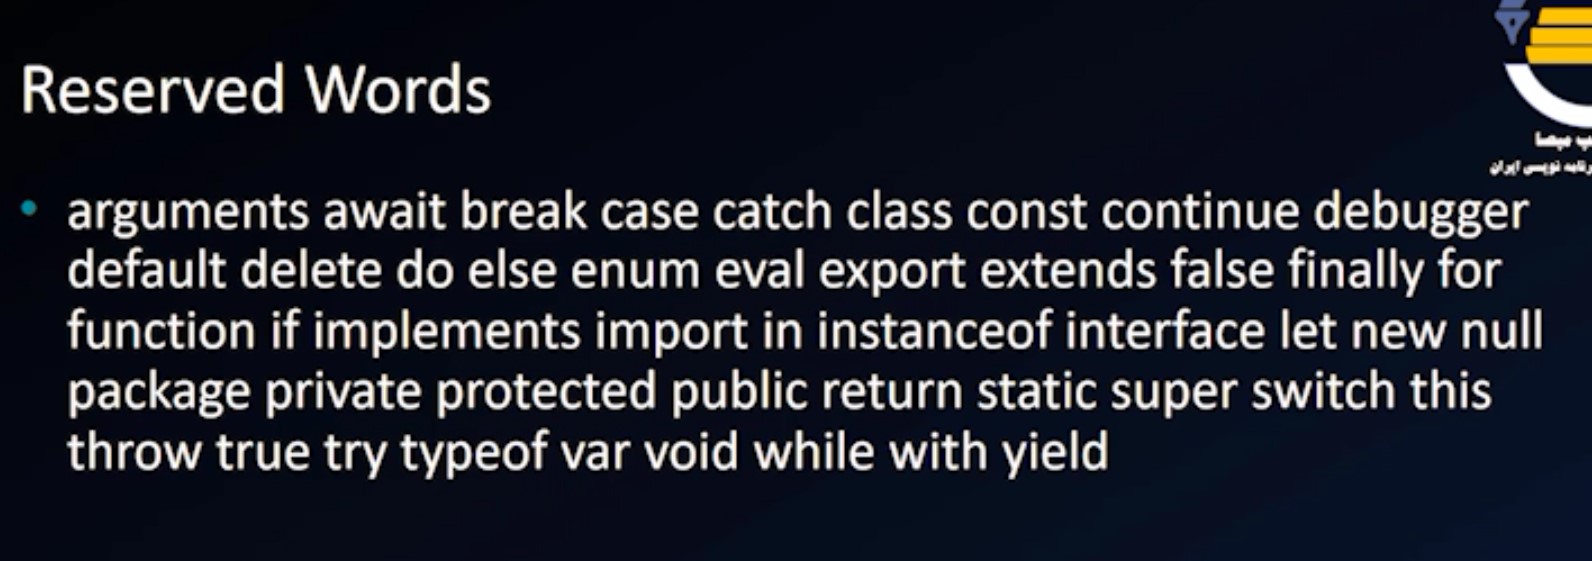 Reserved Words
• arguments await break case catch class const continue debugger
default delete do else enum eval export extends false finally for
function if implements import in instanceof interface let new null
package private protected public return static super switch this
throw true try typeof var void while with yield
نویسی ایران